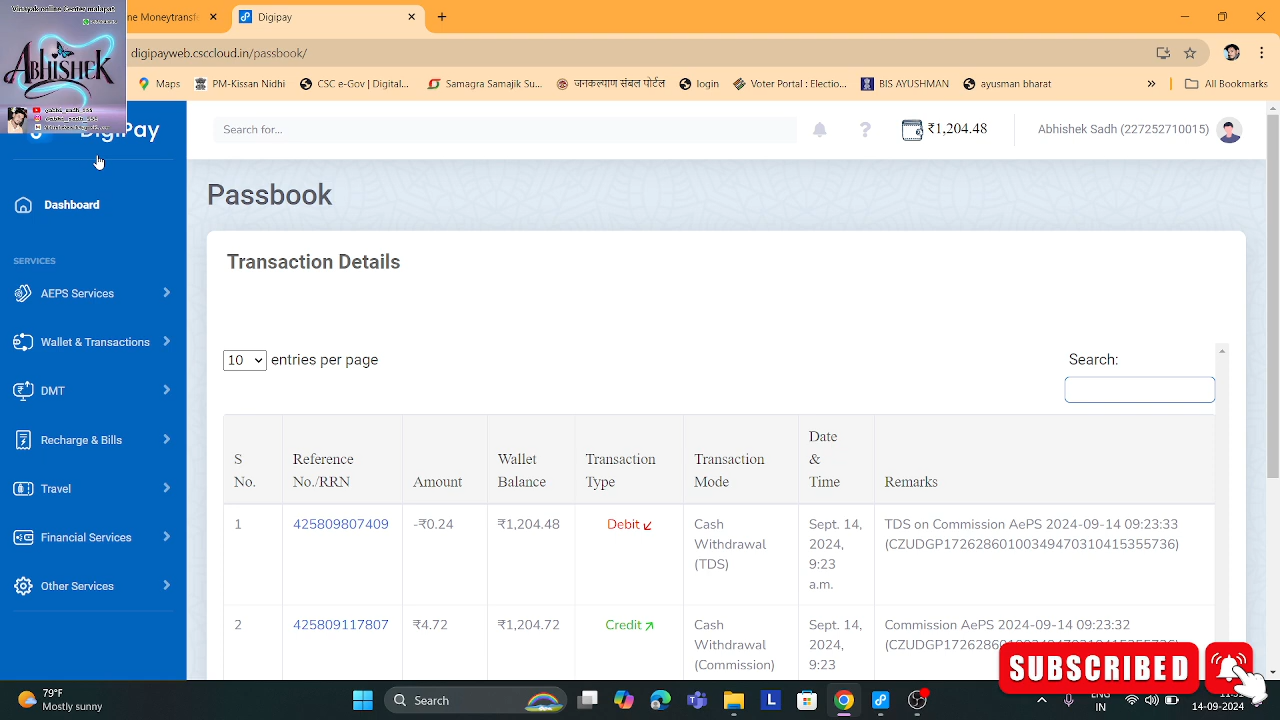 ne Moneytransf
Digipay
digipayweb.csccloud.in/passbook/
Maps
PM-Kissan Nidhi
CSC e-Gov | Digital...
Samagra Samajik Su...
जनकल्याण संबल पोर्टल
login
Voter Portal : Electio...
BIS AYUSHMAN
ayusman bharat
All Bookmarks
ABHISHEK
DigiPay
Search for...
₹1,204.48
Abhishek Sadh (227252710015)
Dashboard
SERVICES
AEPS Services
Wallet & Transactions
DMT
Recharge & Bills
Travel
Financial Services
Other Services
Passbook
Transaction Details
10 entries per page
Search:
S No.
Reference No./RRN
Amount
Wallet Balance
Transaction Type
Transaction Mode
Date & Time
Remarks
1
425809807409
-₹0.24
₹1,204.48
Debit
Cash Withdrawal (TDS)
Sept. 14, 2024, 9:23 a.m.
TDS on Commission AePS 2024-09-14 09:23:33
(CZUDGP17262860100349470310415355736)
2
425809117807
₹4.72
₹1,204.72
Credit
Cash Withdrawal (Commission)
Sept. 14, 2024, 9:23
Commission AePS 2024-09-14 09:23:32
SUBSCRIBED
79°F
Mostly sunny
Search
ENG
IN
14-09-2024